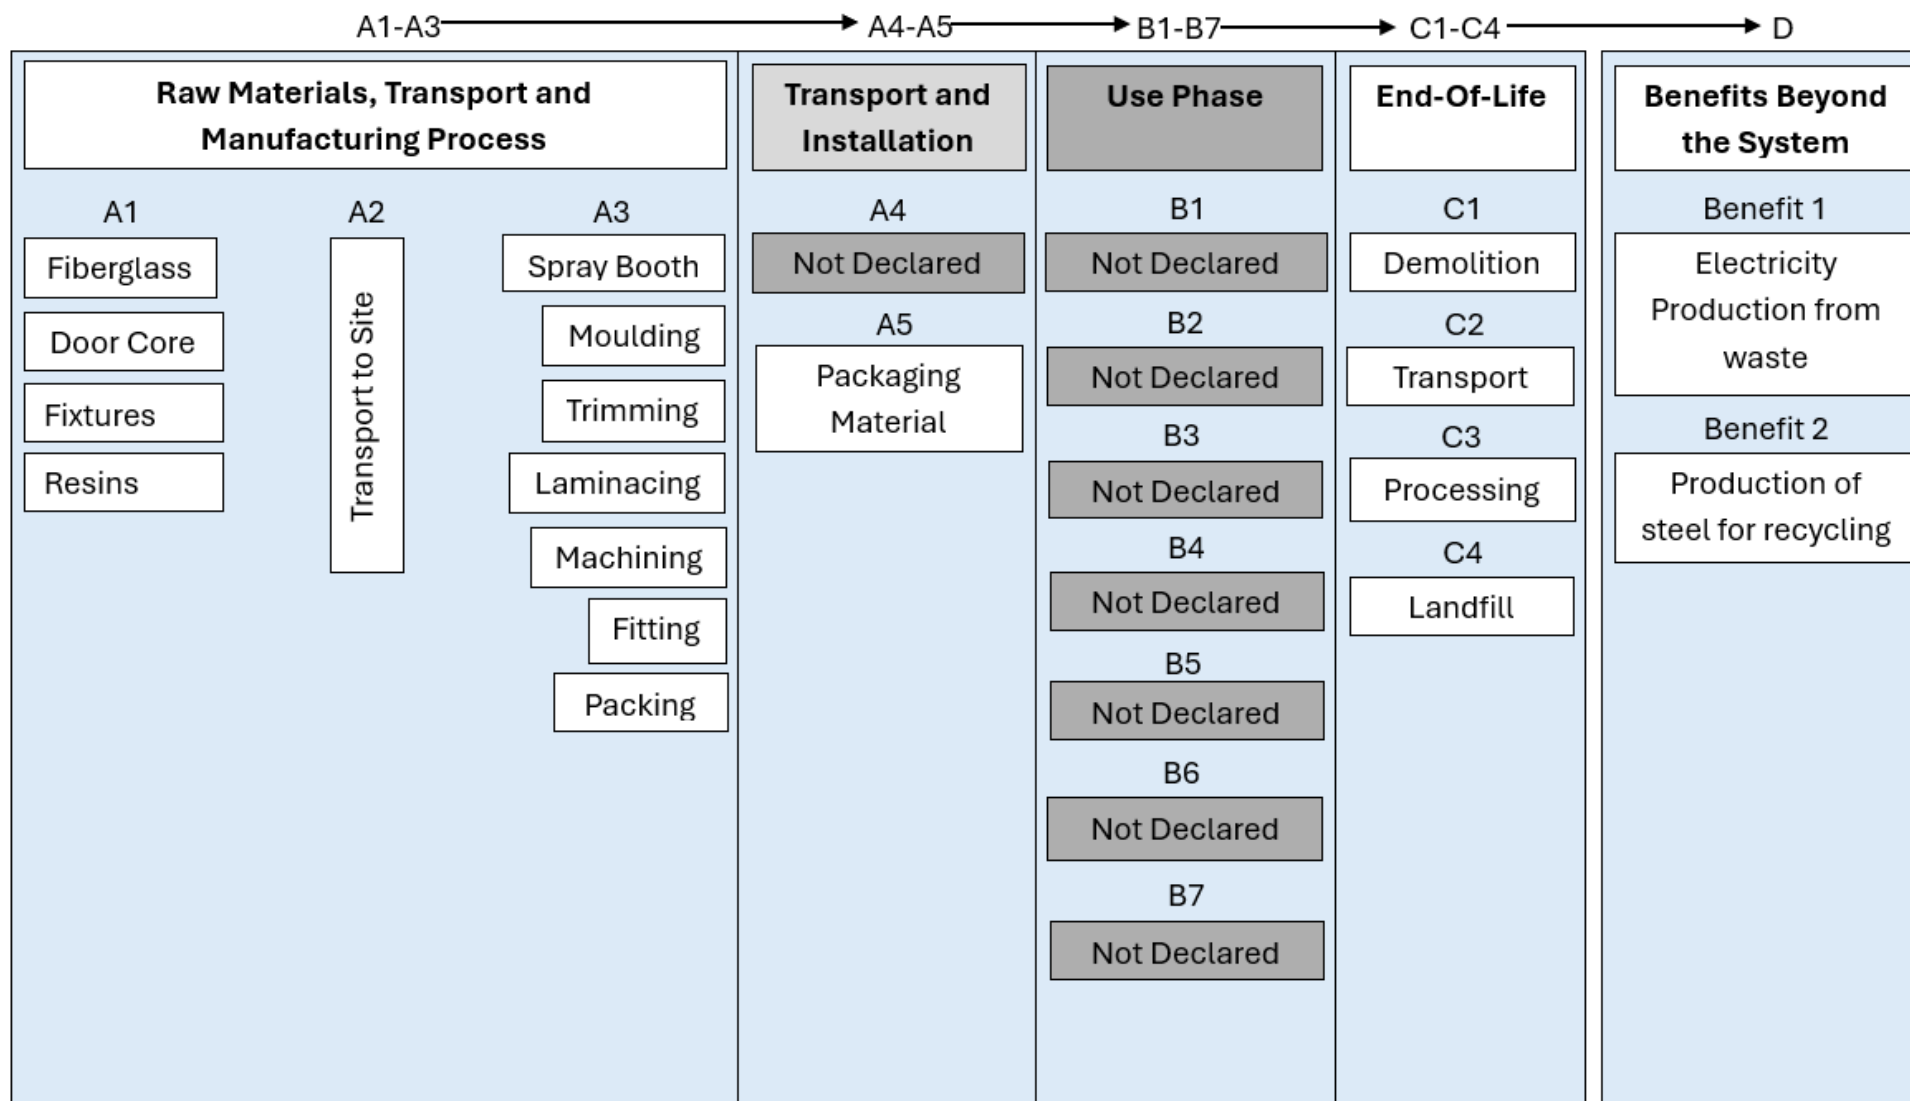 A1-A3
A4-A5
B1-B7
C1-C4
D
Raw Materials, Transport and
Manufacturing Process
A1
Fiberglass
Door Core
Fixtures
Resins
A2
Transport to Site
A3
Spray Booth
Moulding
Trimming
Laminacing
Machining
Fitting
Packing
Transport and
Installation
A4
Not Declared
A5
Packaging
Material
Use Phase
B1
Not Declared
B2
Not Declared
B3
Not Declared
B4
Not Declared
B5
Not Declared
B6
Not Declared
B7
Not Declared
End-Of-Life
C1
Demolition
C2
Transport
C3
Processing
C4
Landfill
Benefits Beyond
the System
Benefit 1
Electricity
Production from
waste
Benefit 2
Production of
steel for recycling